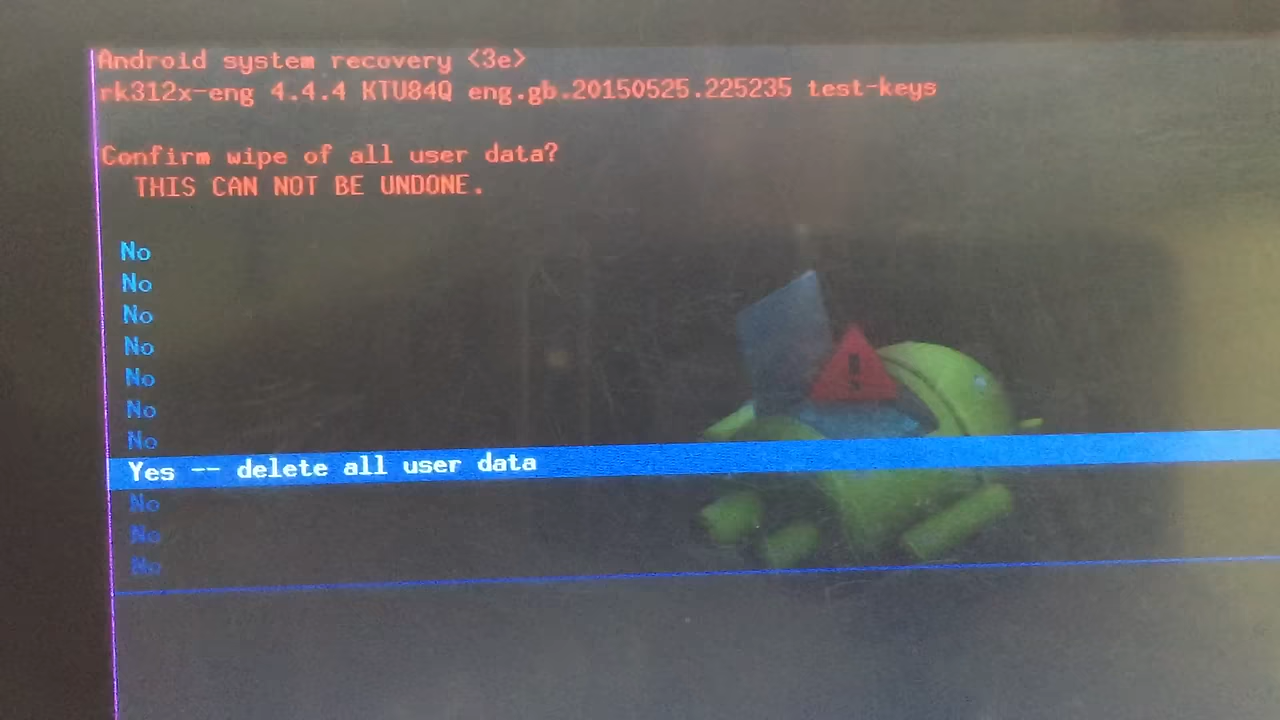 Android system recovery <3e>
rk312x-eng 4.4.4 KTU84Q eng.gb.20150525.225235 test-keys
Confirm wipe of all user data?
THIS CAN NOT BE UNDONE.
No
No
No
No
No
No
No
Yes -- delete all user data
No
No
No